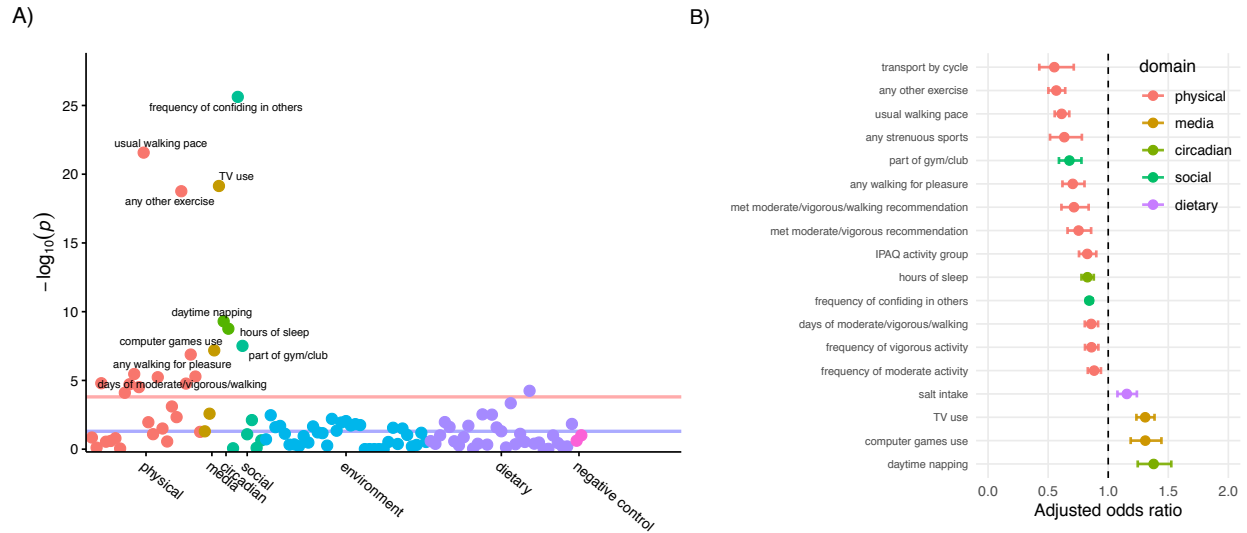 A)
25
20
15
10
5
0
−log₁₀(p)
frequency of confiding in others
usual walking pace
TV use
any other exercise
daytime napping
hours of sleep
computer games use
part of gym/club
any walking for pleasure
days of moderate/vigorous/walking
physical
media
circadian
social
environment
dietary
negative control
B)
transport by cycle
any other exercise
usual walking pace
any strenuous sports
part of gym/club
any walking for pleasure
met moderate/vigorous/walking recommendation
met moderate/vigorous recommendation
IPAQ activity group
hours of sleep
frequency of confiding in others
days of moderate/vigorous/walking
frequency of vigorous activity
frequency of moderate activity
salt intake
TV use
computer games use
daytime napping
domain
physical
media
circadian
social
dietary
0.0 0.5 1.0 1.5 2.0
Adjusted odds ratio